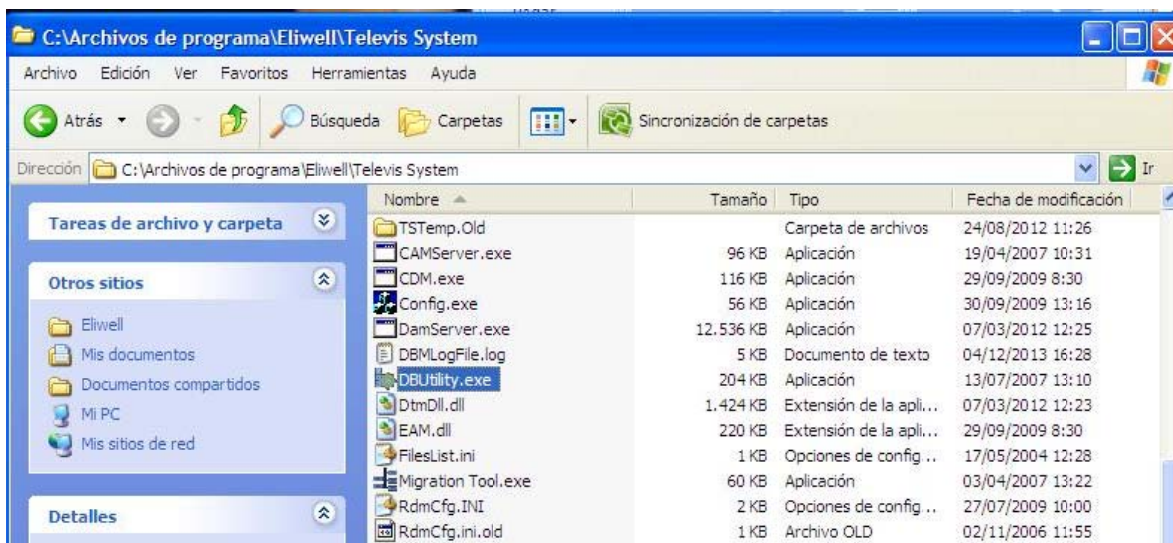 C:\Archivos de programa\Eliwell\Televis System
Archivo Edición Ver Favoritos Herramientas Ayuda
Atrás Búsqueda Carpetas Sincronización de carpetas
Dirección C:\Archivos de programa\Eliwell\Televis System Ir
Tareas de archivo y carpeta
Otros sitios
Eliwell
Mis documentos
Documentos compartidos
Mi PC
Mis sitios de red
Detalles
Nombre Tamaño Tipo Fecha de modificación
TSTemp.Old Carpeta de archivos 24/08/2012 11:26
CAMServer.exe 96 KB Aplicación 19/04/2007 10:31
CDM.exe 116 KB Aplicación 29/09/2009 8:30
Config.exe 56 KB Aplicación 30/09/2009 13:16
DamServer.exe 12.536 KB Aplicación 07/03/2012 12:25
DBMLogFile.log 5 KB Documento de texto 04/12/2013 16:28
DBUtility.exe 204 KB Aplicación 13/07/2007 13:10
DtmDll.dll 1.424 KB Extensión de la apli... 07/03/2012 12:23
EAM.dll 220 KB Extensión de la apli... 29/09/2009 8:30
FilesList.ini 1 KB Opciones de config... 17/05/2004 12:28
Migration Tool.exe 60 KB Aplicación 03/04/2007 13:22
RdmCfg.INI 2 KB Opciones de config... 27/07/2009 10:00
RdmCfg.ini.old 1 KB Archivo OLD 02/11/2006 11:55